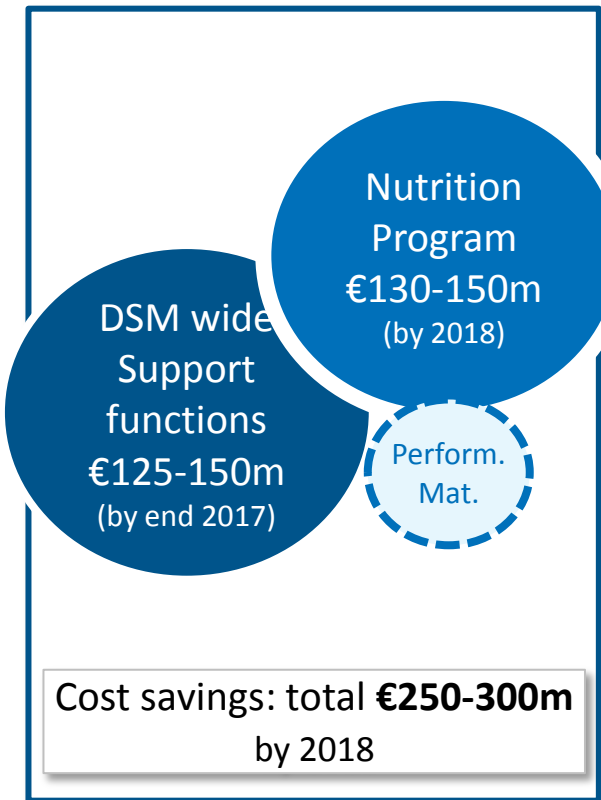 Nutrition
Program
€130-150m
(by 2018)
DSM wide
Support
functions
€125-150m
(by end 2017)
Perform.
Mat.
Cost savings: total €250-300m
by 2018